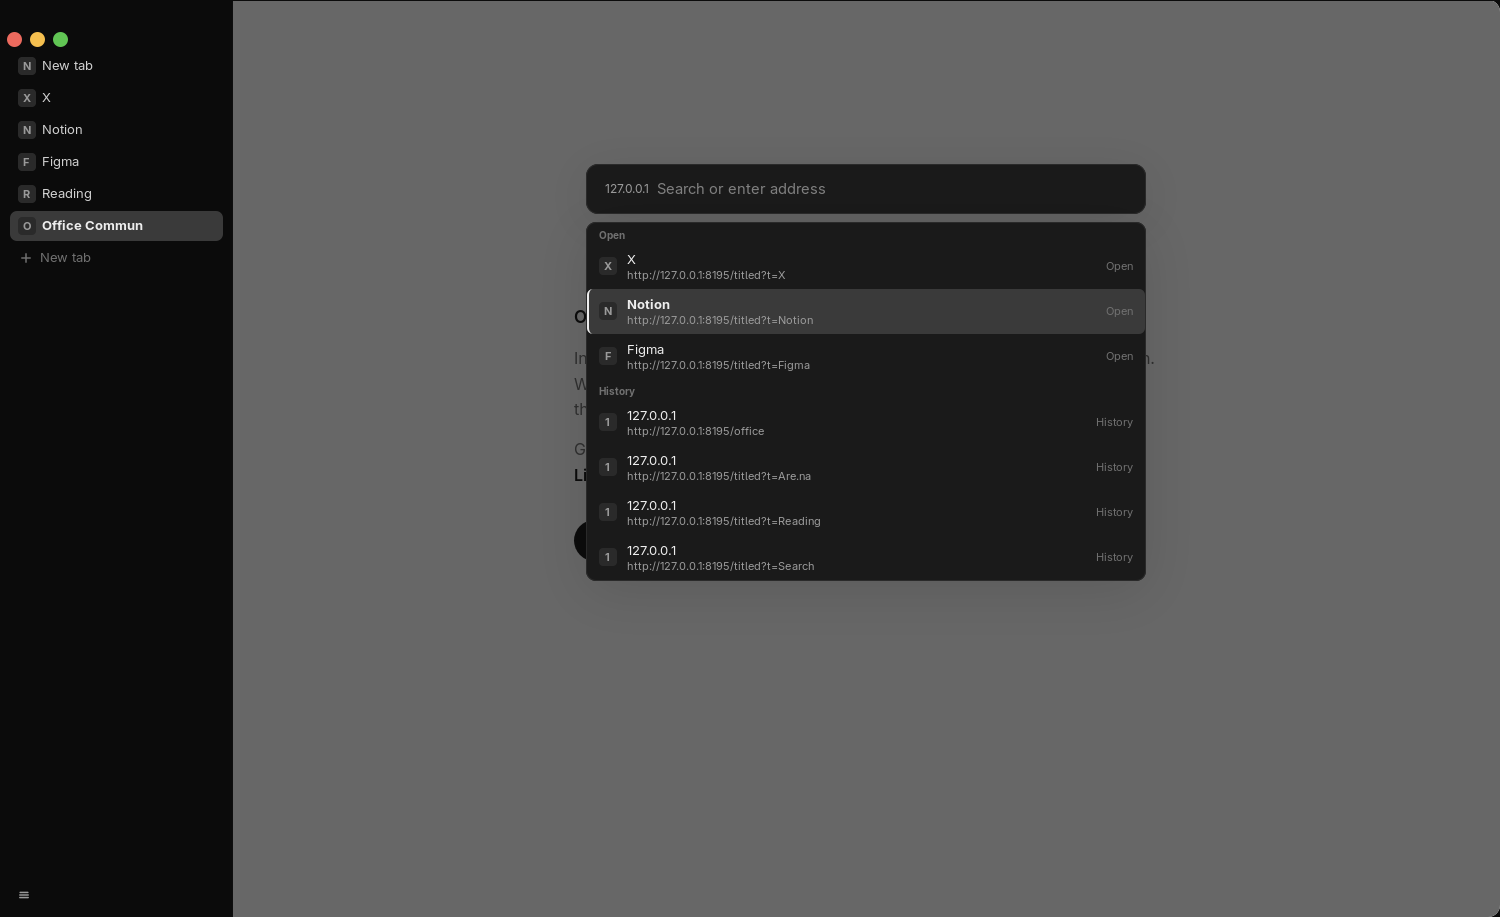 N New tab
X X
N Notion
F Figma
R Reading
O Office Commun
+ New tab
127.0.0.1 Search or enter address
Open
X X Open
http://127.0.0.1:8195/titled?t=X
N Notion Open
http://127.0.0.1:8195/titled?t=Notion
F Figma Open
http://127.0.0.1:8195/titled?t=Figma
History
1 127.0.0.1 History
http://127.0.0.1:8195/office
1 127.0.0.1 History
http://127.0.0.1:8195/titled?t=Are.na
1 127.0.0.1 History
http://127.0.0.1:8195/titled?t=Reading
1 127.0.0.1 History
http://127.0.0.1:8195/titled?t=Search